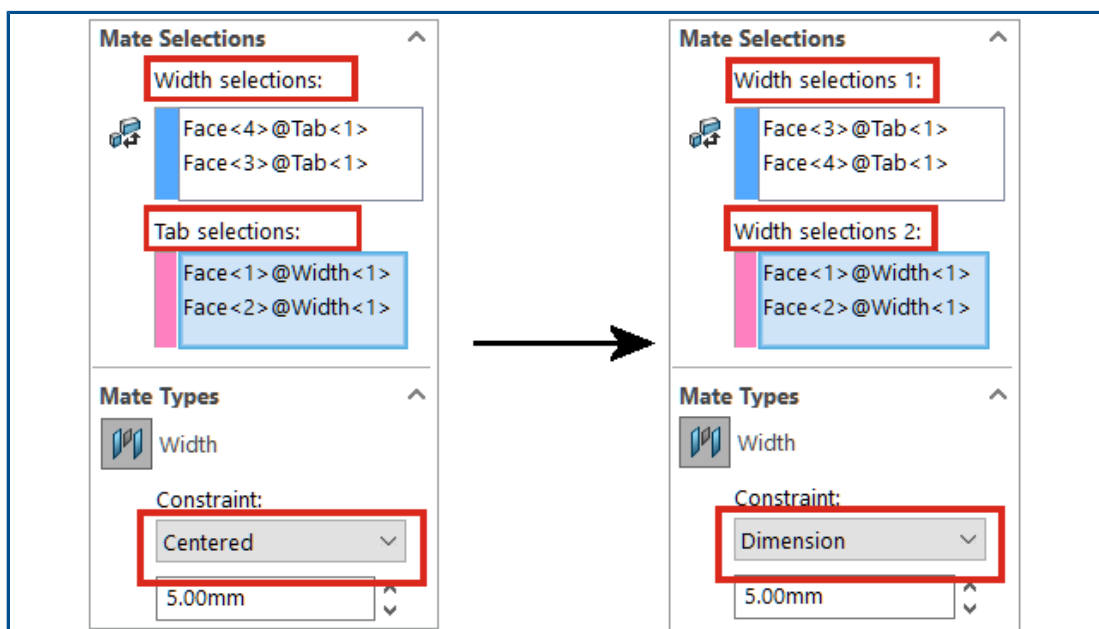 Mate Selections
Width selections:
Face<4>@Tab<1>
Face<3>@Tab<1>
Tab selections:
Face<1>@Width<1>
Face<2>@Width<1>
Mate Types
Width
Constraint:
Centered
5.00mm
Mate Selections
Width selections 1:
Face<3>@Tab<1>
Face<4>@Tab<1>
Width selections 2:
Face<1>@Width<1>
Face<2>@Width<1>
Mate Types
Width
Constraint:
Dimension
5.00mm